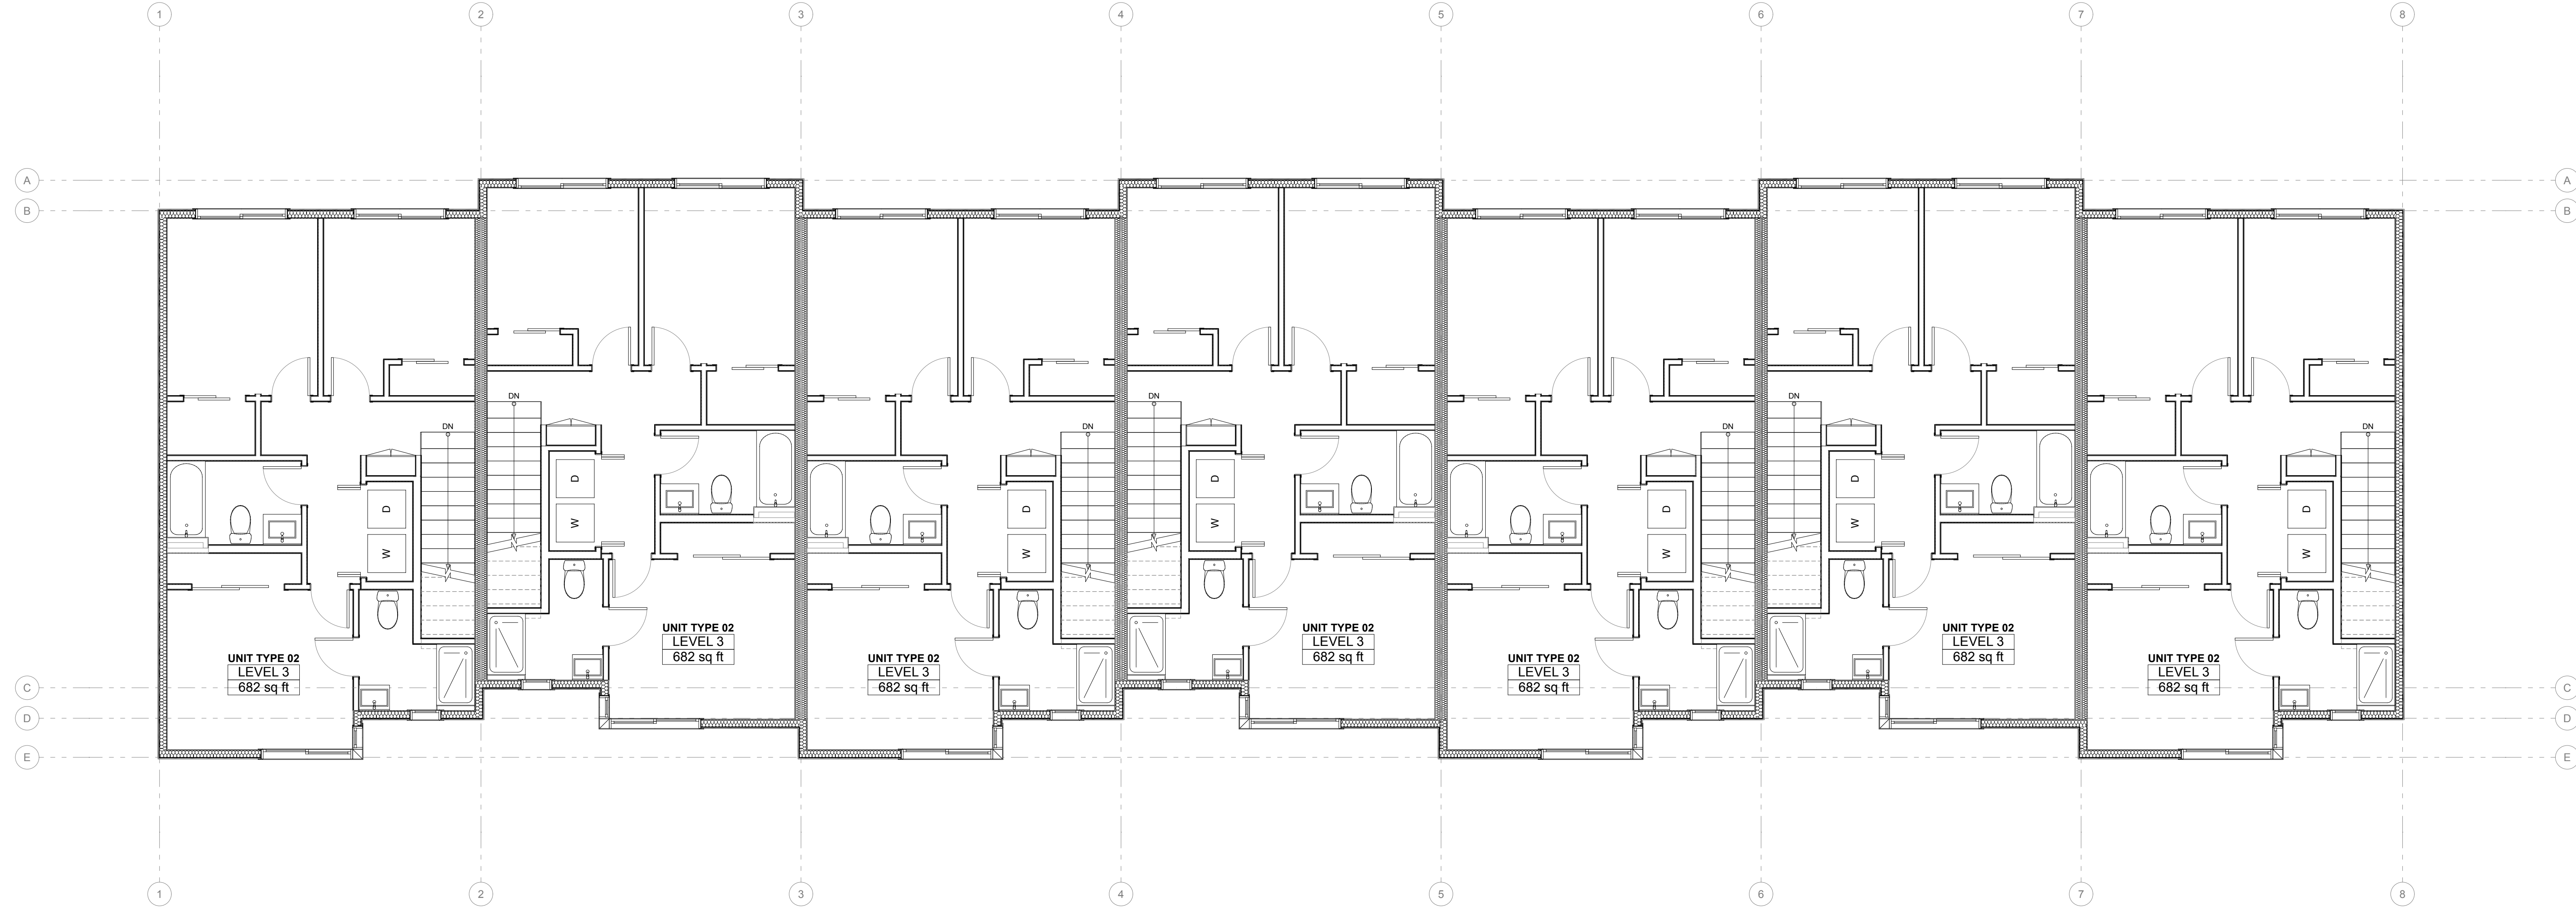 1 2 3 4 5 6 7 8
A A
B B
DN DN DN
DN DN DN DN
D D D
W W W
D D D D
W W W W
UNIT TYPE 02
LEVEL 3
682 sq ft
UNIT TYPE 02
LEVEL 3
682 sq ft
UNIT TYPE 02
LEVEL 3
682 sq ft
UNIT TYPE 02
LEVEL 3
682 sq ft
UNIT TYPE 02
LEVEL 3
682 sq ft
UNIT TYPE 02
LEVEL 3
682 sq ft
UNIT TYPE 02
LEVEL 3
682 sq ft
C C
D D
E E
1 2 3 4 5 6 7 8